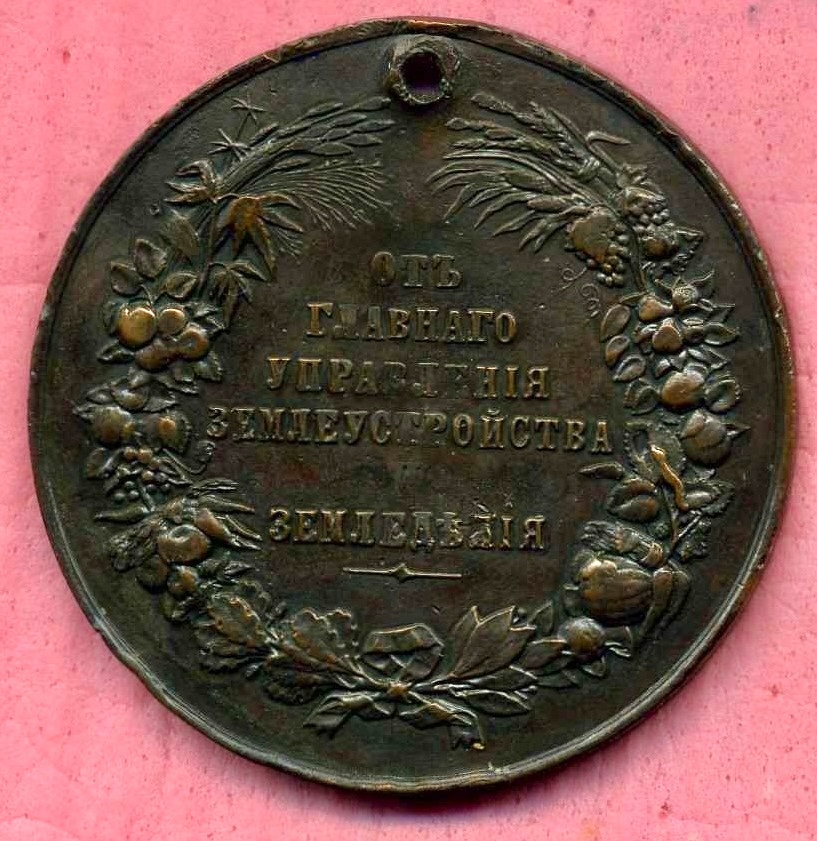 ОТЪ
ГЛАВНАГО
УПРАВЛЕНІЯ
ЗЕМЛЕУСТРОЙСТВА
И
ЗЕМЛЕДѢЛІЯ